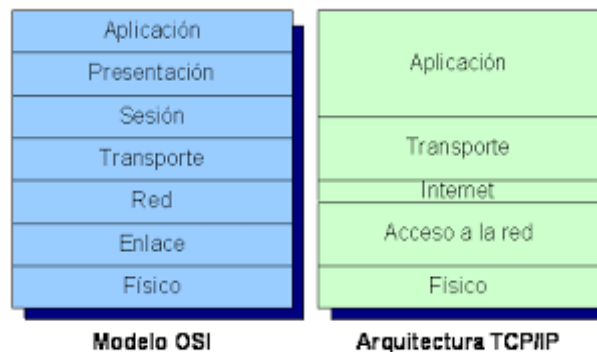 Aplicación
Presentación
Sesión
Transporte
Red
Enlace
Físico
Modelo OSI
Aplicación
Transporte
Internet
Acceso a la red
Físico
Arquitectura TCP/IP